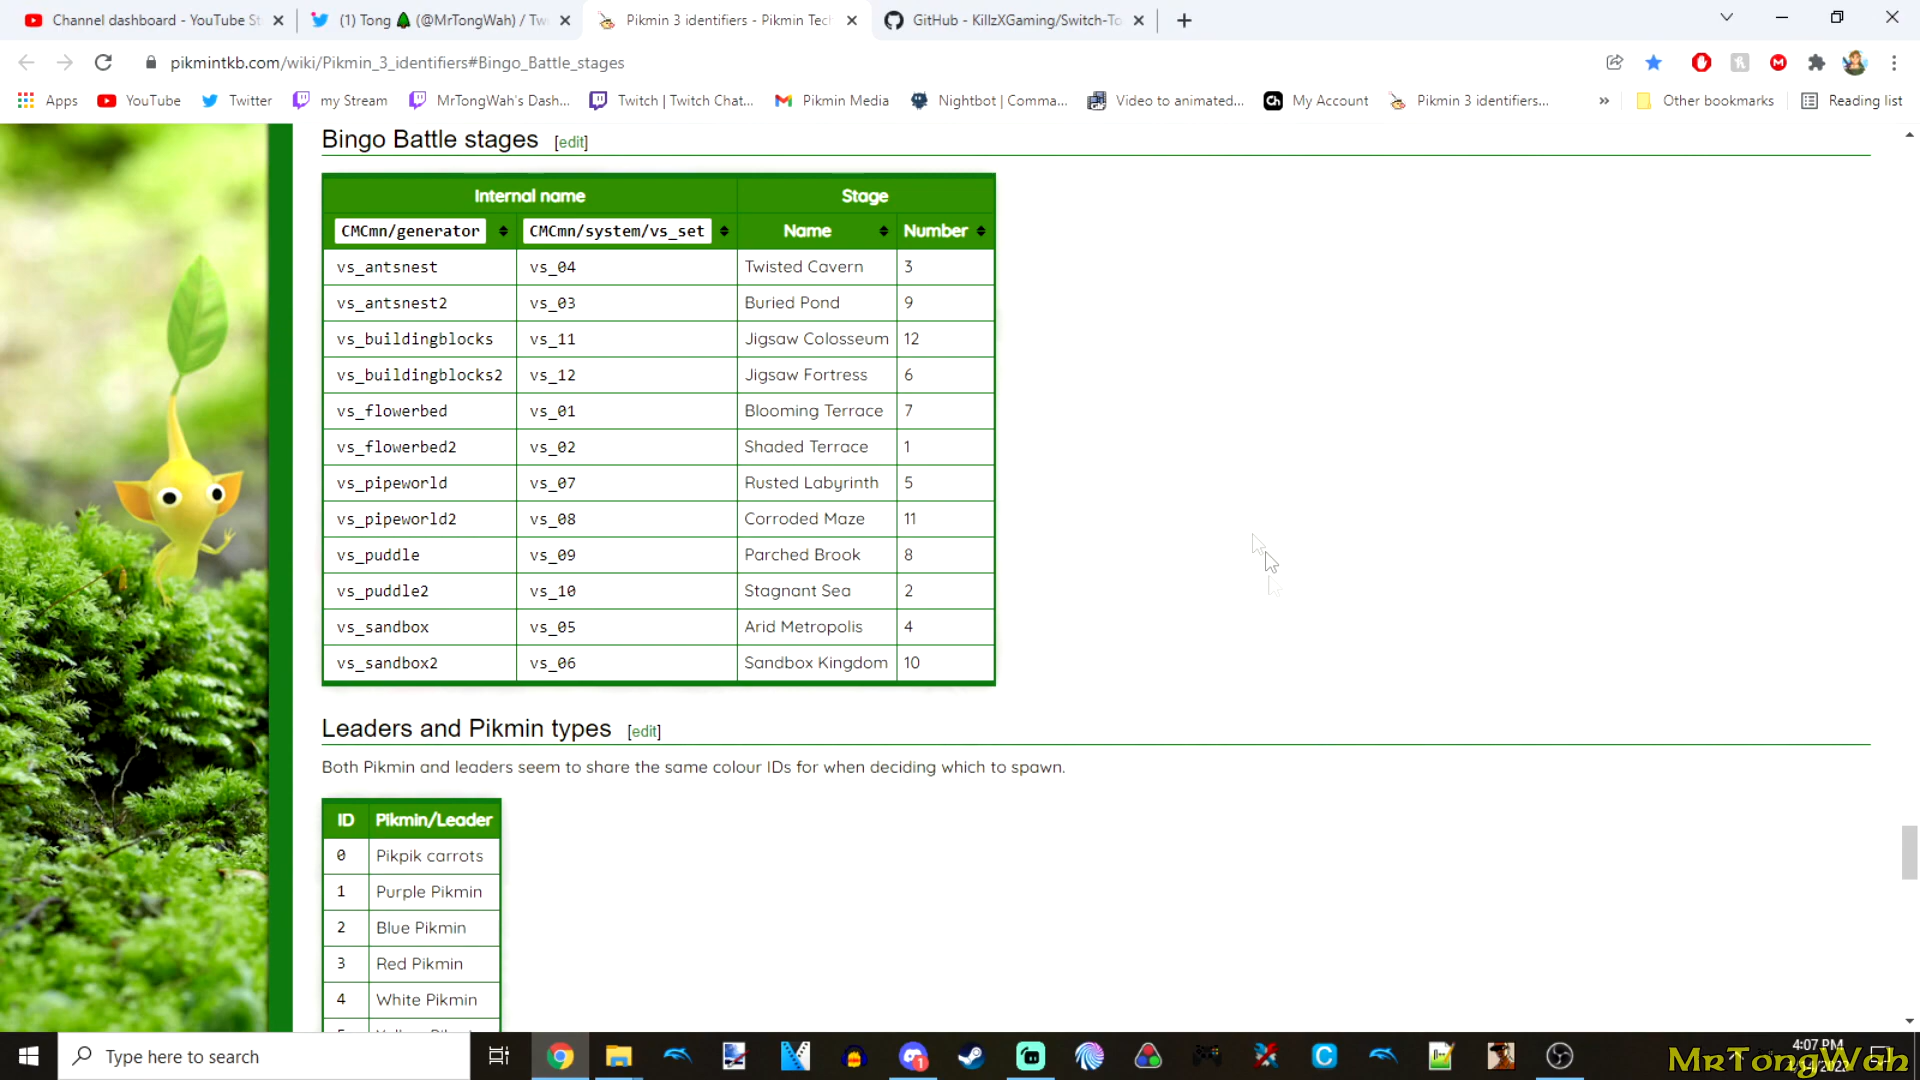 Channel dashboard - YouTube St
(1) Tong 🌲 (@MrTongWah) / Tw
Pikmin 3 identifiers - Pikmin Tech
GitHub - KillzXGaming/Switch-To
pikmintkb.com/wiki/Pikmin_3_identifiers#Bingo_Battle_stages
Apps YouTube Twitter my Stream MrTongWah's Dash... Twitch | Twitch Chat... Pikmin Media Nightbot | Comma... Video to animated... My Account Pikmin 3 identifiers... » Other bookmarks Reading list
Bingo Battle stages [edit]
Internal name Stage
CMCmn/generator CMCmn/system/vs_set Name Number
vs_antsnest vs_04 Twisted Cavern 3
vs_antsnest2 vs_03 Buried Pond 9
vs_buildingblocks vs_11 Jigsaw Colosseum 12
vs_buildingblocks2 vs_12 Jigsaw Fortress 6
vs_flowerbed vs_01 Blooming Terrace 7
vs_flowerbed2 vs_02 Shaded Terrace 1
vs_pipeworld vs_07 Rusted Labyrinth 5
vs_pipeworld2 vs_08 Corroded Maze 11
vs_puddle vs_09 Parched Brook 8
vs_puddle2 vs_10 Stagnant Sea 2
vs_sandbox vs_05 Arid Metropolis 4
vs_sandbox2 vs_06 Sandbox Kingdom 10
Leaders and Pikmin types [edit]
Both Pikmin and leaders seem to share the same colour IDs for when deciding which to spawn.
ID Pikmin/Leader
0 Pikpik carrots
1 Purple Pikmin
2 Blue Pikmin
3 Red Pikmin
4 White Pikmin
Type here to search
4:07 PM
MrTongWah